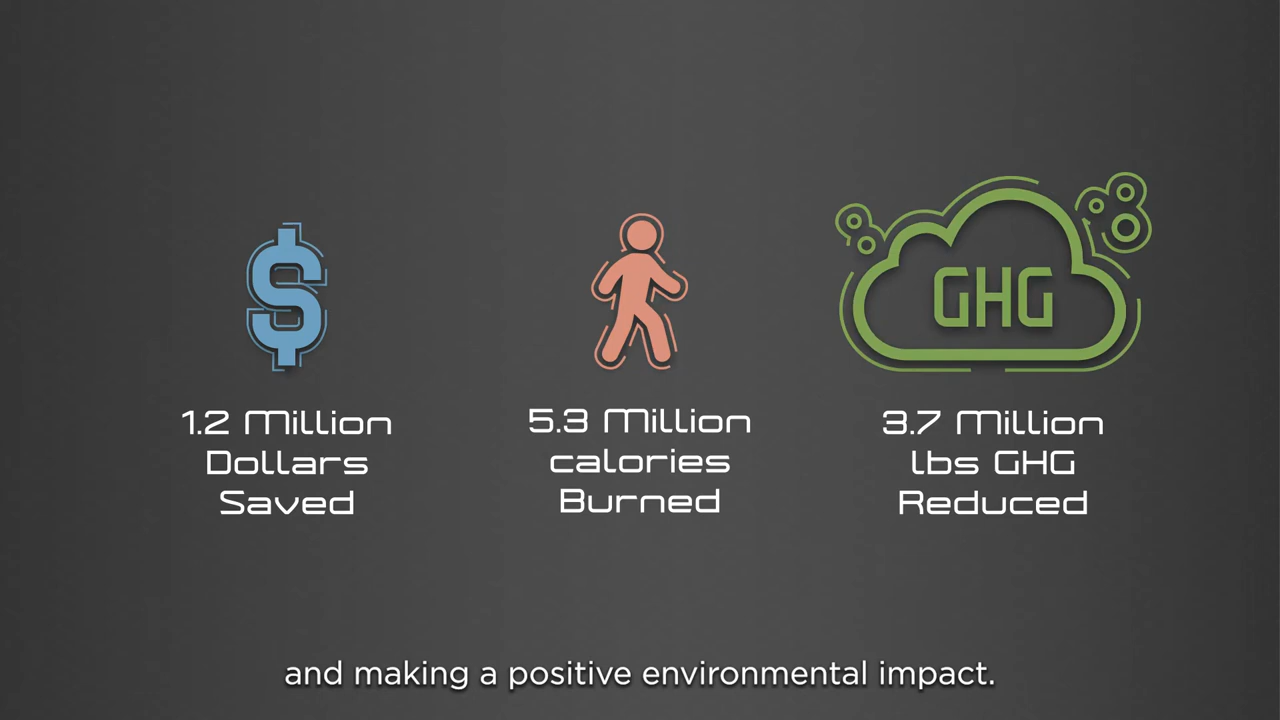 $
GHG
1.2 Million
Dollars
Saved
5.3 Million
calories
Burned
3.7 Million
lbs GHG
Reduced
and making a positive environmental impact.